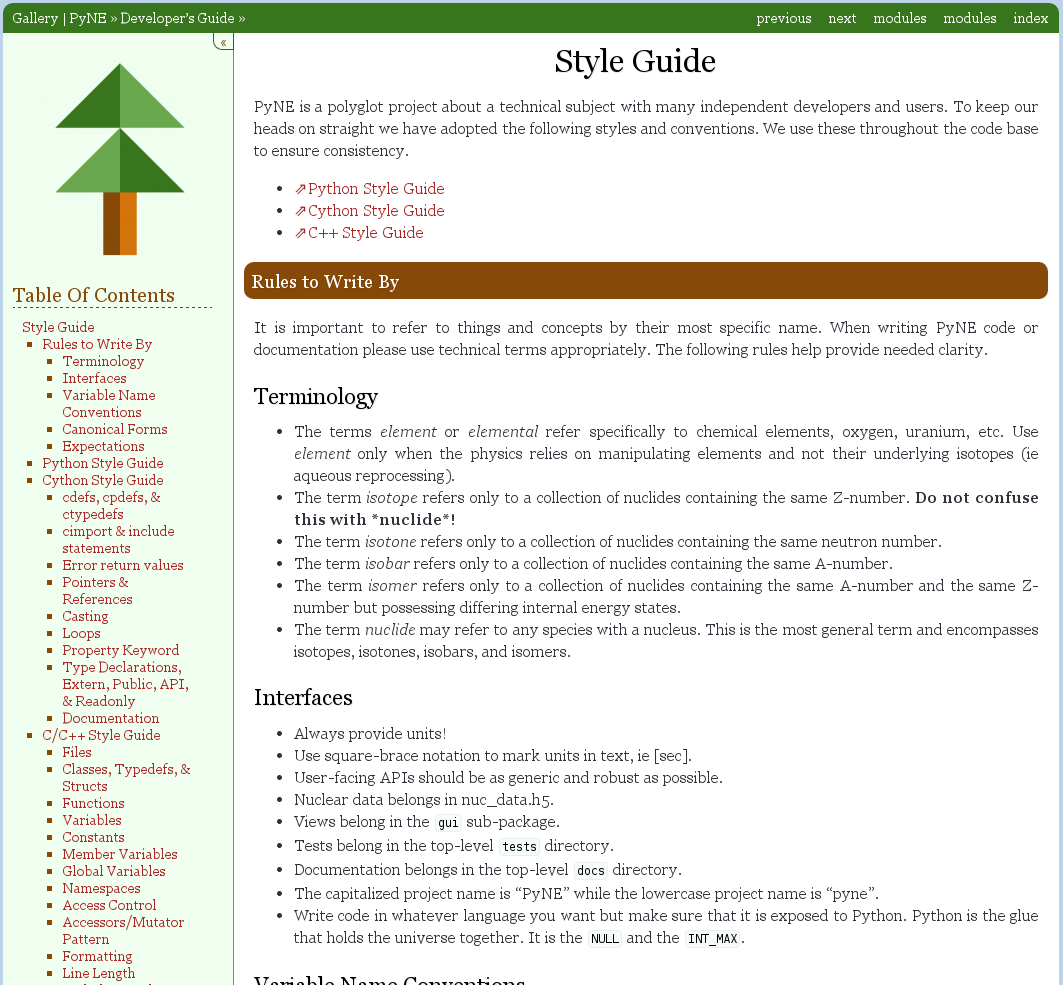 Gallery | PyNE » Developer's Guide »
previous next modules modules index
«
Table Of Contents
Style Guide
Rules to Write By
Terminology
Interfaces
Variable Name
Conventions
Canonical Forms
Expectations
Python Style Guide
Cython Style Guide
cdefs, cpdefs, &
ctypedefs
cimport & include
statements
Error return values
Pointers &
References
Casting
Loops
Property Keyword
Type Declarations,
Extern, Public, API,
& Readonly
Documentation
C/C++ Style Guide
Files
Classes, Typedefs, &
Structs
Functions
Variables
Constants
Member Variables
Global Variables
Namespaces
Access Control
Accessors/Mutator
Pattern
Formatting
Line Length
Style Guide
PyNE is a polyglot project about a technical subject with many independent developers and users. To keep our
heads on straight we have adopted the following styles and conventions. We use these throughout the code base
to ensure consistency.
• ⇗Python Style Guide
• ⇗Cython Style Guide
• ⇗C++ Style Guide
Rules to Write By
It is important to refer to things and concepts by their most specific name. When writing PyNE code or
documentation please use technical terms appropriately. The following rules help provide needed clarity.
Terminology
• The terms element or elemental refer specifically to chemical elements, oxygen, uranium, etc. Use
element only when the physics relies on manipulating elements and not their underlying isotopes (ie
aqueous reprocessing).
• The term isotope refers only to a collection of nuclides containing the same Z-number. Do not confuse
this with *nuclide*!
• The term isotone refers only to a collection of nuclides containing the same neutron number.
• The term isobar refers only to a collection of nuclides containing the same A-number.
• The term isomer refers only to a collection of nuclides containing the same A-number and the same Z-
number but possessing differing internal energy states.
• The term nuclide may refer to any species with a nucleus. This is the most general term and encompasses
isotopes, isotones, isobars, and isomers.
Interfaces
• Always provide units!
• Use square-brace notation to mark units in text, ie [sec].
• User-facing APIs should be as generic and robust as possible.
• Nuclear data belongs in nuc_data.h5.
• Views belong in the gui sub-package.
• Tests belong in the top-level tests directory.
• Documentation belongs in the top-level docs directory.
• The capitalized project name is “PyNE” while the lowercase project name is “pyne”.
• Write code in whatever language you want but make sure that it is exposed to Python. Python is the glue
that holds the universe together. It is the NULL and the INT_MAX.
Variable Name Conventions